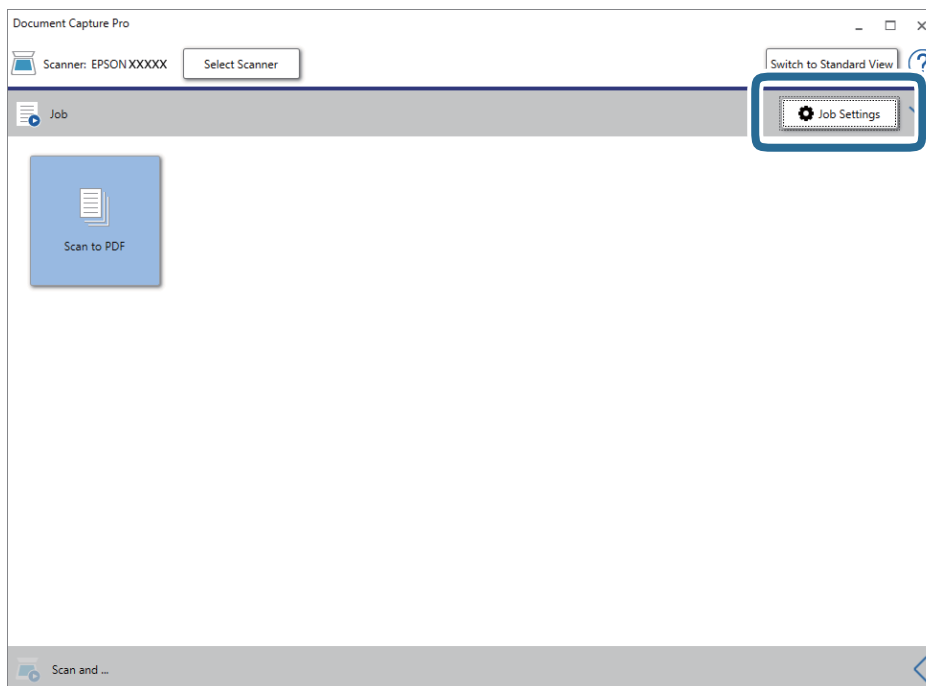 Document Capture Pro
Scanner: EPSON XXXXX Select Scanner Switch to Standard View ?
Job Job Settings
Scan to PDF
Scan and ...